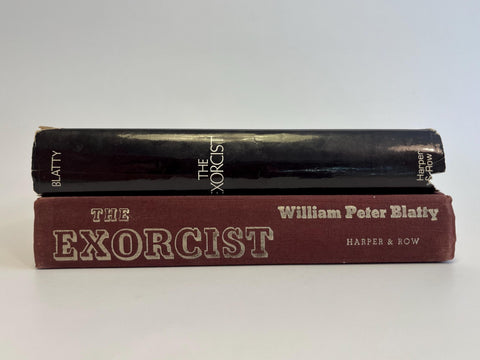 BLATTY
THE
EXORCIST
Harper
& Row
THE
EXORCIST
William Peter Blatty
HARPER & ROW